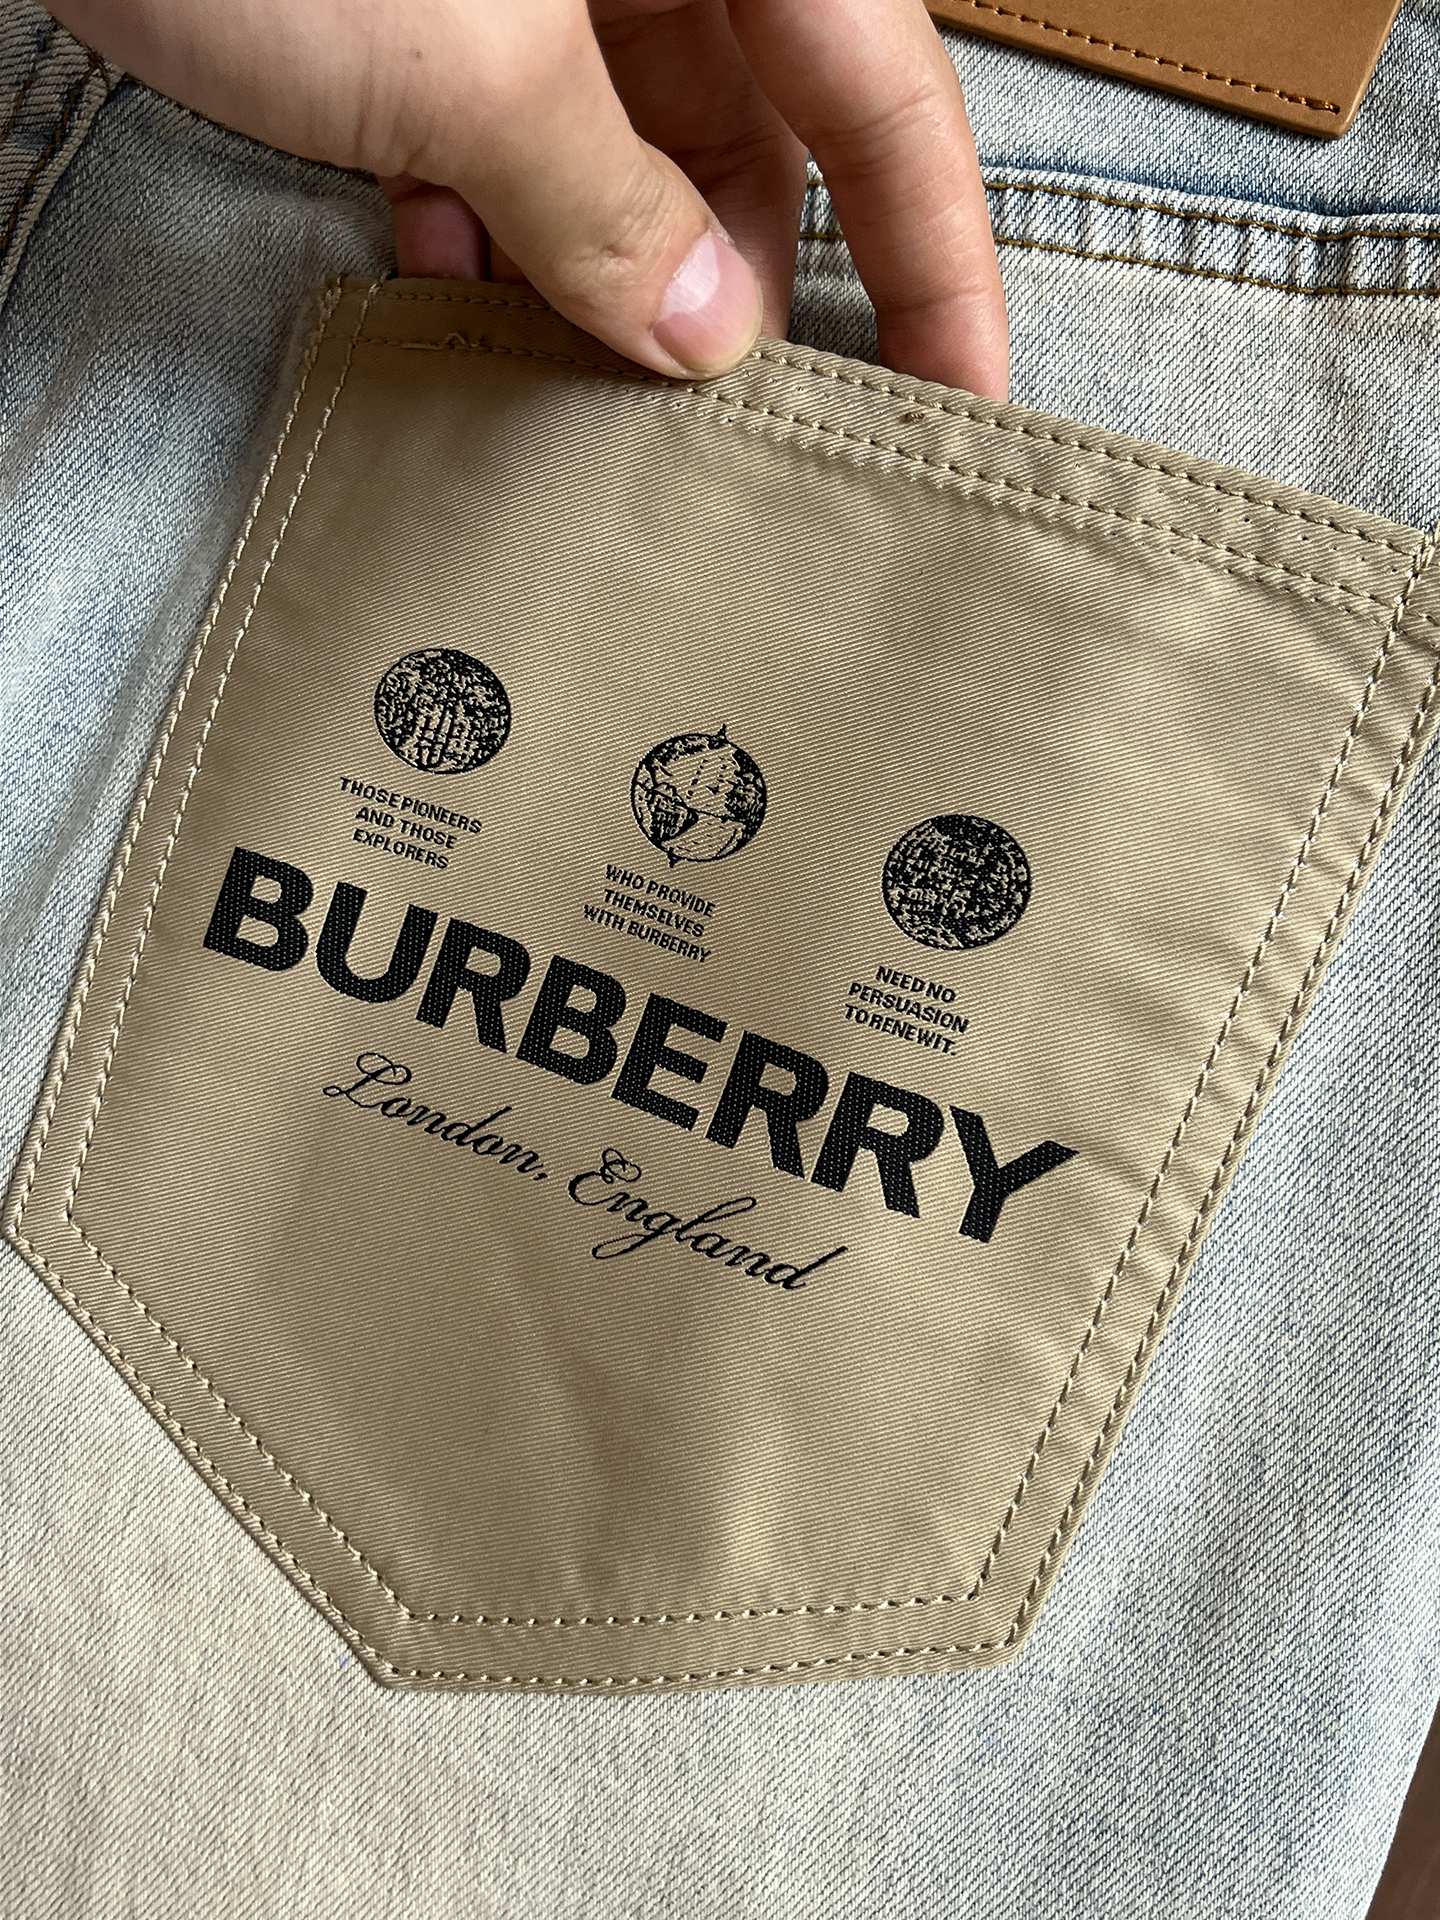 THOSE PIONEERS
AND THOSE
EXPLORERS
WHO PROVIDE
THEMSELVES
WITH BURBERRY
NEED NO
PERSUASION
TO RENEW IT.
BURBERRY
London, England